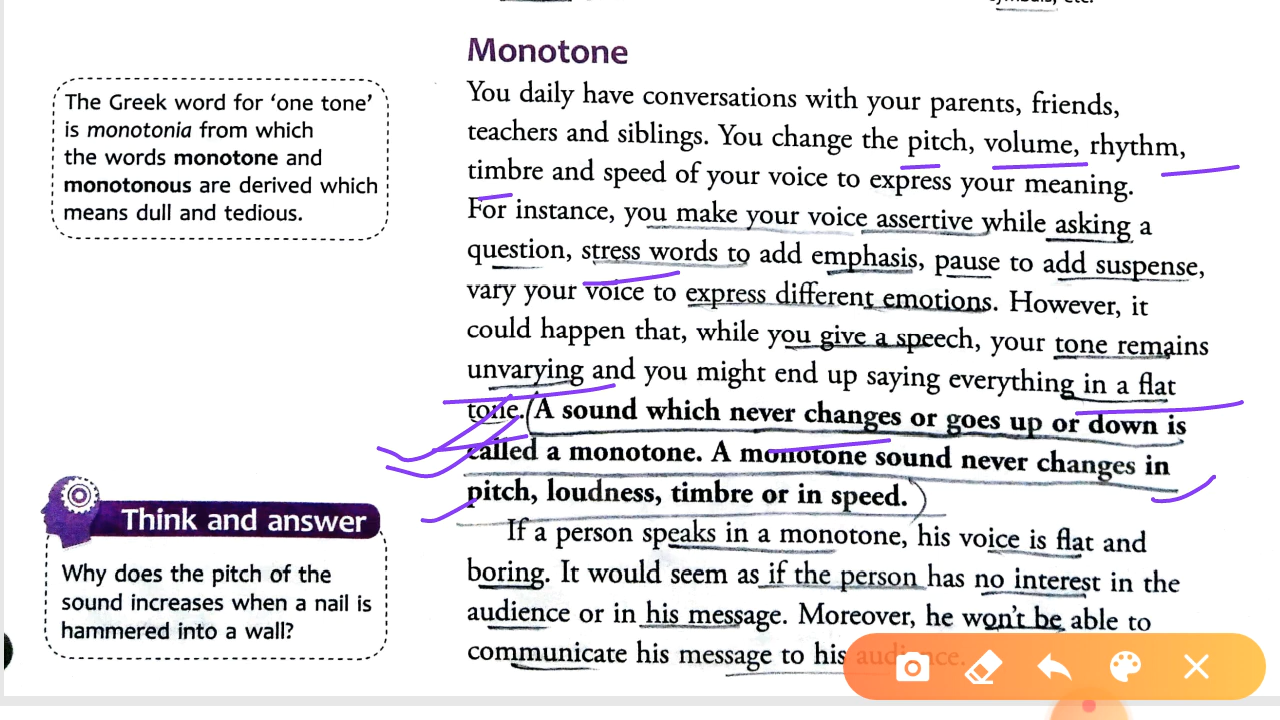 Monotone
You daily have conversations with your parents, friends,
teachers and siblings. You change the pitch, volume, rhythm,
timbre and speed of your voice to express your meaning.
For instance, you make your voice assertive while asking a
question, stress words to add emphasis, pause to add suspense,
vary your voice to express different emotions. However, it
could happen that, while you give a speech, your tone remains
unvarying and you might end up saying everything in a flat
tone. (A sound which never changes or goes up or down is
called a monotone. A monotone sound never changes in
pitch, loudness, timbre or in speed.)
If a person speaks in a monotone, his voice is flat and
boring. It would seem as if the person has no interest in the
audience or in his message. Moreover, he won't be able to
communicate his message to his audience.
The Greek word for ‘one tone’
is monotonia from which
the words monotone and
monotonous are derived which
means dull and tedious.
Think and answer
Why does the pitch of the
sound increases when a nail is
hammered into a wall?